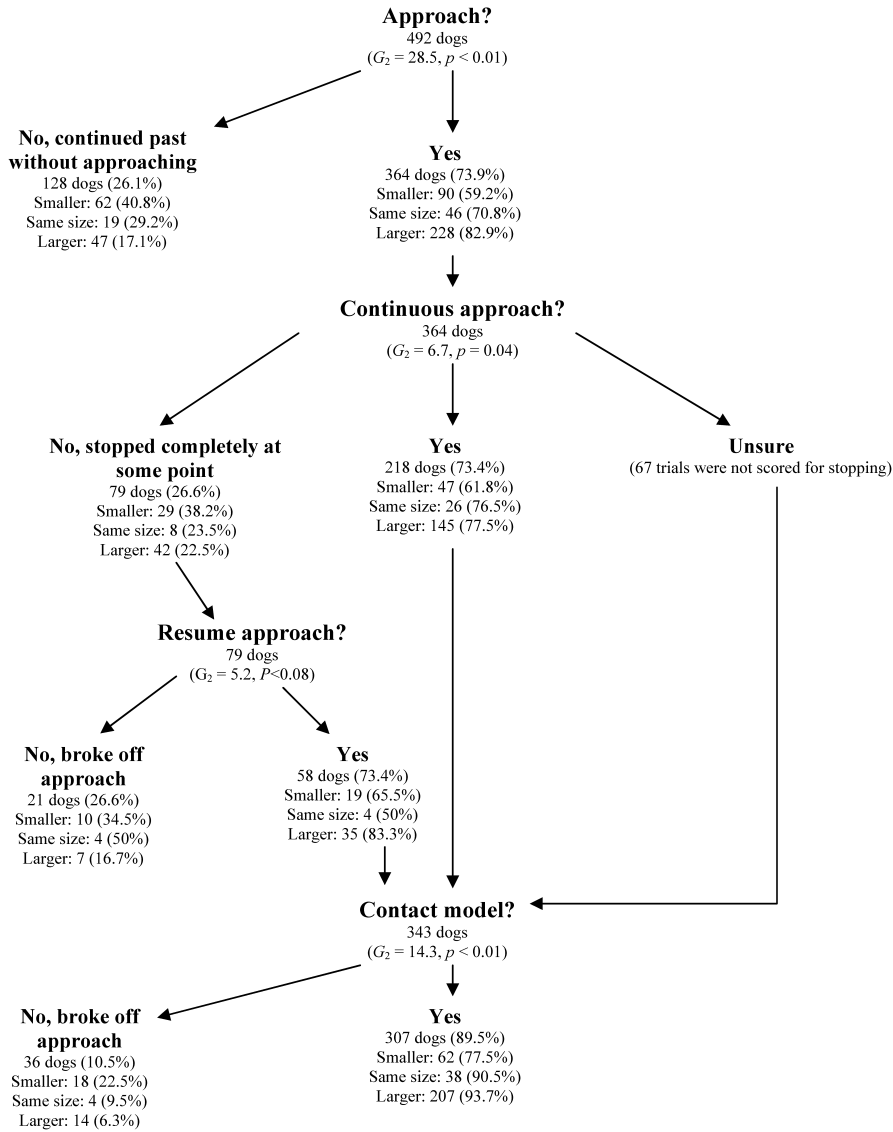 Approach?
492 dogs
(G₂ = 28.5, p < 0.01)
No, continued past
without approaching
128 dogs (26.1%)
Smaller: 62 (40.8%)
Same size: 19 (29.2%)
Larger: 47 (17.1%)
Yes
364 dogs (73.9%)
Smaller: 90 (59.2%)
Same size: 46 (70.8%)
Larger: 228 (82.9%)
Continuous approach?
364 dogs
(G₂ = 6.7, p = 0.04)
No, stopped completely at
some point
79 dogs (26.6%)
Smaller: 29 (38.2%)
Same size: 8 (23.5%)
Larger: 42 (22.5%)
Yes
218 dogs (73.4%)
Smaller: 47 (61.8%)
Same size: 26 (76.5%)
Larger: 145 (77.5%)
Unsure
(67 trials were not scored for stopping)
Resume approach?
79 dogs
(G₂ = 5.2, P<0.08)
No, broke off
approach
21 dogs (26.6%)
Smaller: 10 (34.5%)
Same size: 4 (50%)
Larger: 7 (16.7%)
Yes
58 dogs (73.4%)
Smaller: 19 (65.5%)
Same size: 4 (50%)
Larger: 35 (83.3%)
Contact model?
343 dogs
(G₂ = 14.3, p < 0.01)
No, broke off
approach
36 dogs (10.5%)
Smaller: 18 (22.5%)
Same size: 4 (9.5%)
Larger: 14 (6.3%)
Yes
307 dogs (89.5%)
Smaller: 62 (77.5%)
Same size: 38 (90.5%)
Larger: 207 (93.7%)